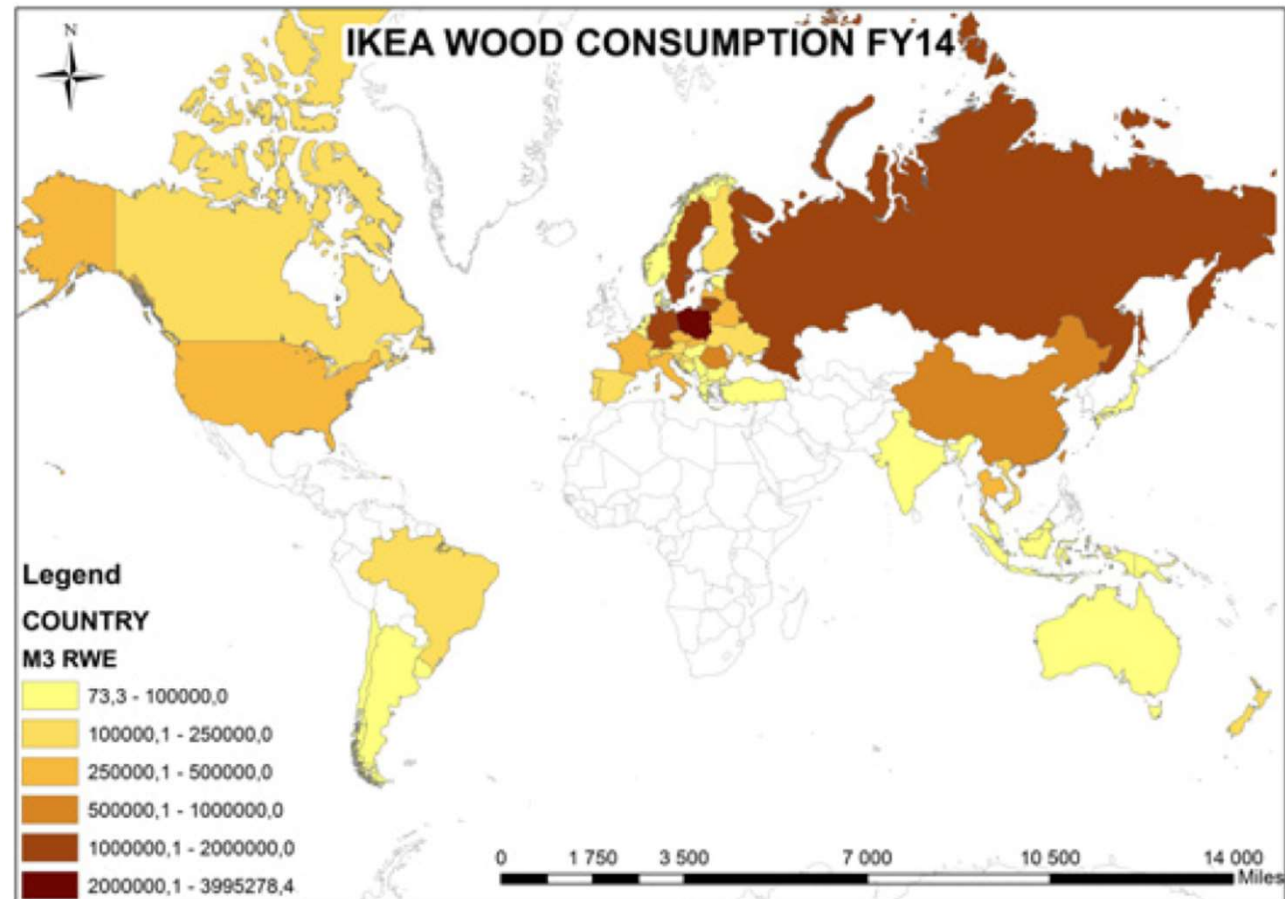 N
IKEA WOOD CONSUMPTION FY14
Legend
COUNTRY
M3 RWE
73,3 - 100000,0
100000,1 - 250000,0
250000,1 - 500000,0
500000,1 - 1000000,0
1000000,1 - 2000000,0
2000000,1 - 3995278,4
0 1 750 3 500 7 000 10 500 14 000
Miles